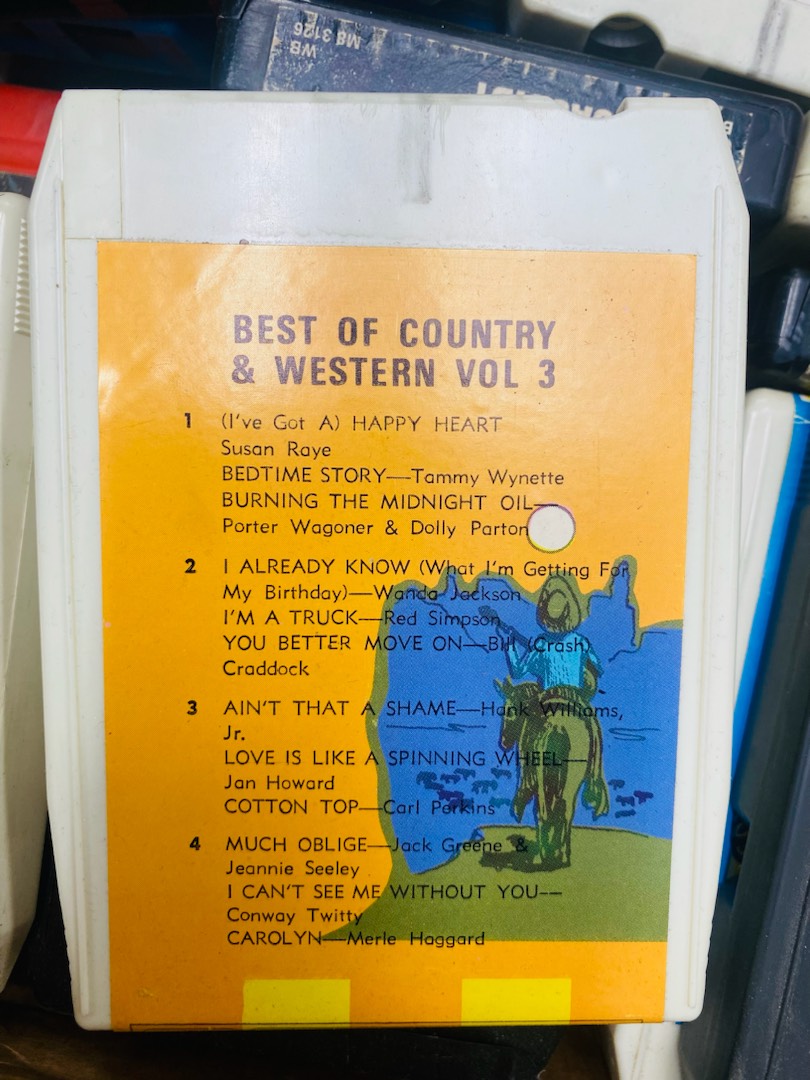 WB
M8 3126
BEST OF COUNTRY
& WESTERN VOL 3
1 (I've Got A) HAPPY HEART
Susan Raye
BEDTIME STORY—Tammy Wynette
BURNING THE MIDNIGHT OIL—
Porter Wagoner & Dolly Parton
2 I ALREADY KNOW (What I'm Getting For
My Birthday)—Wanda Jackson
I'M A TRUCK—Red Simpson
YOU BETTER MOVE ON—Bill (Crash)
Craddock
3 AIN'T THAT A SHAME—Hank Williams,
Jr.
LOVE IS LIKE A SPINNING WHEEL—
Jan Howard
COTTON TOP—Carl Perkins
4 MUCH OBLIGE—Jack Greene &
Jeannie Seeley
I CAN'T SEE ME WITHOUT YOU—
Conway Twitty
CAROLYN—Merle Haggard